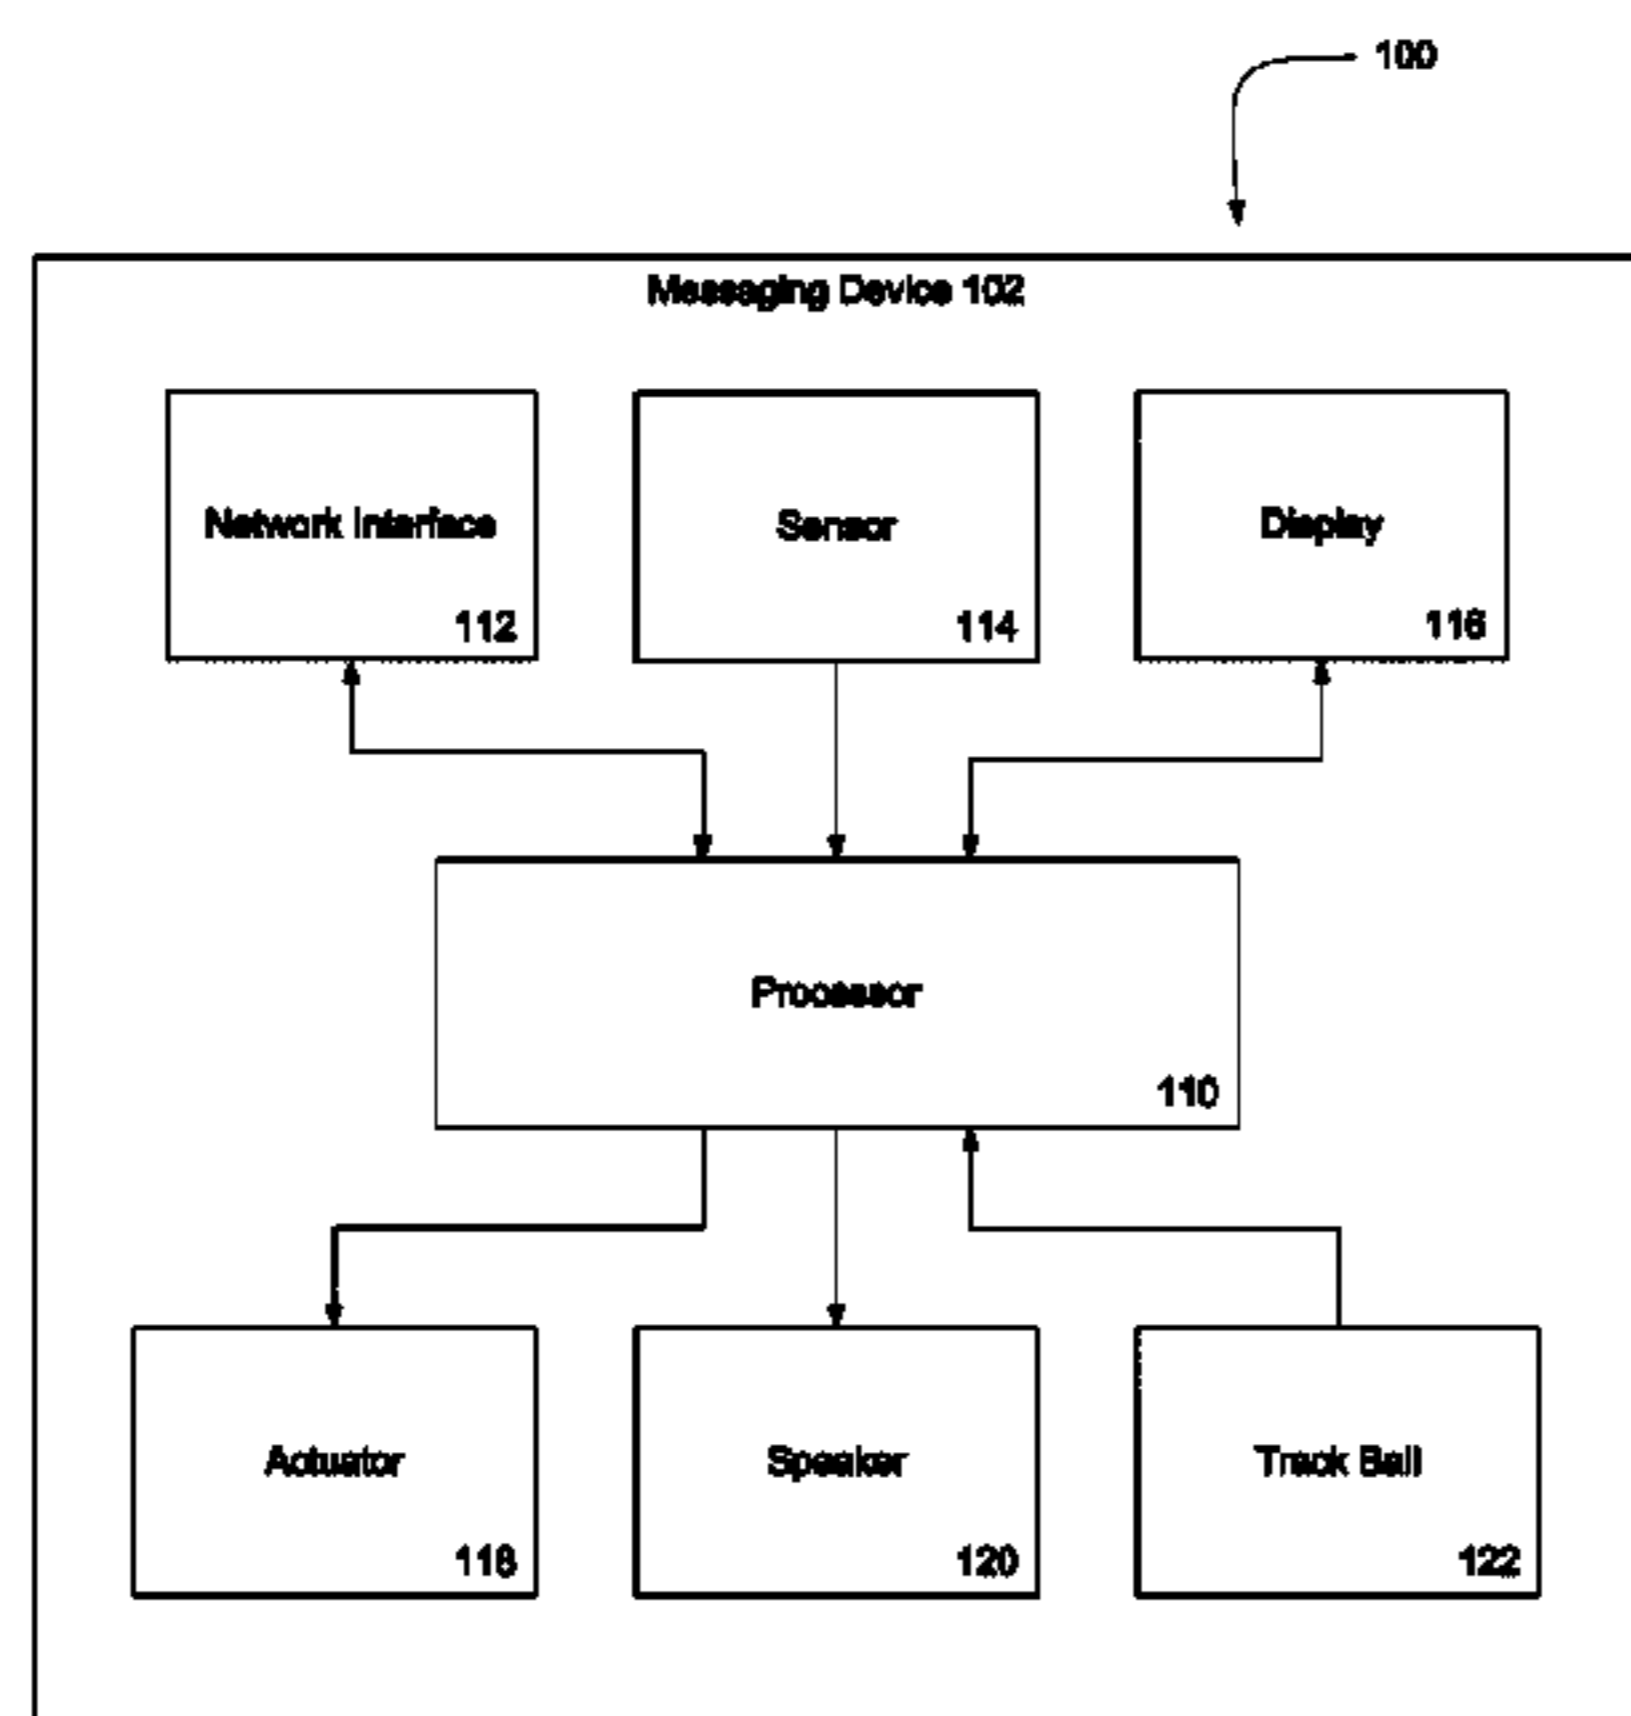 100
Messaging Device 102
Network Interface
112
Sensor
114
Display
116
Processor
110
Actuator
118
Speaker
120
Track Ball
122